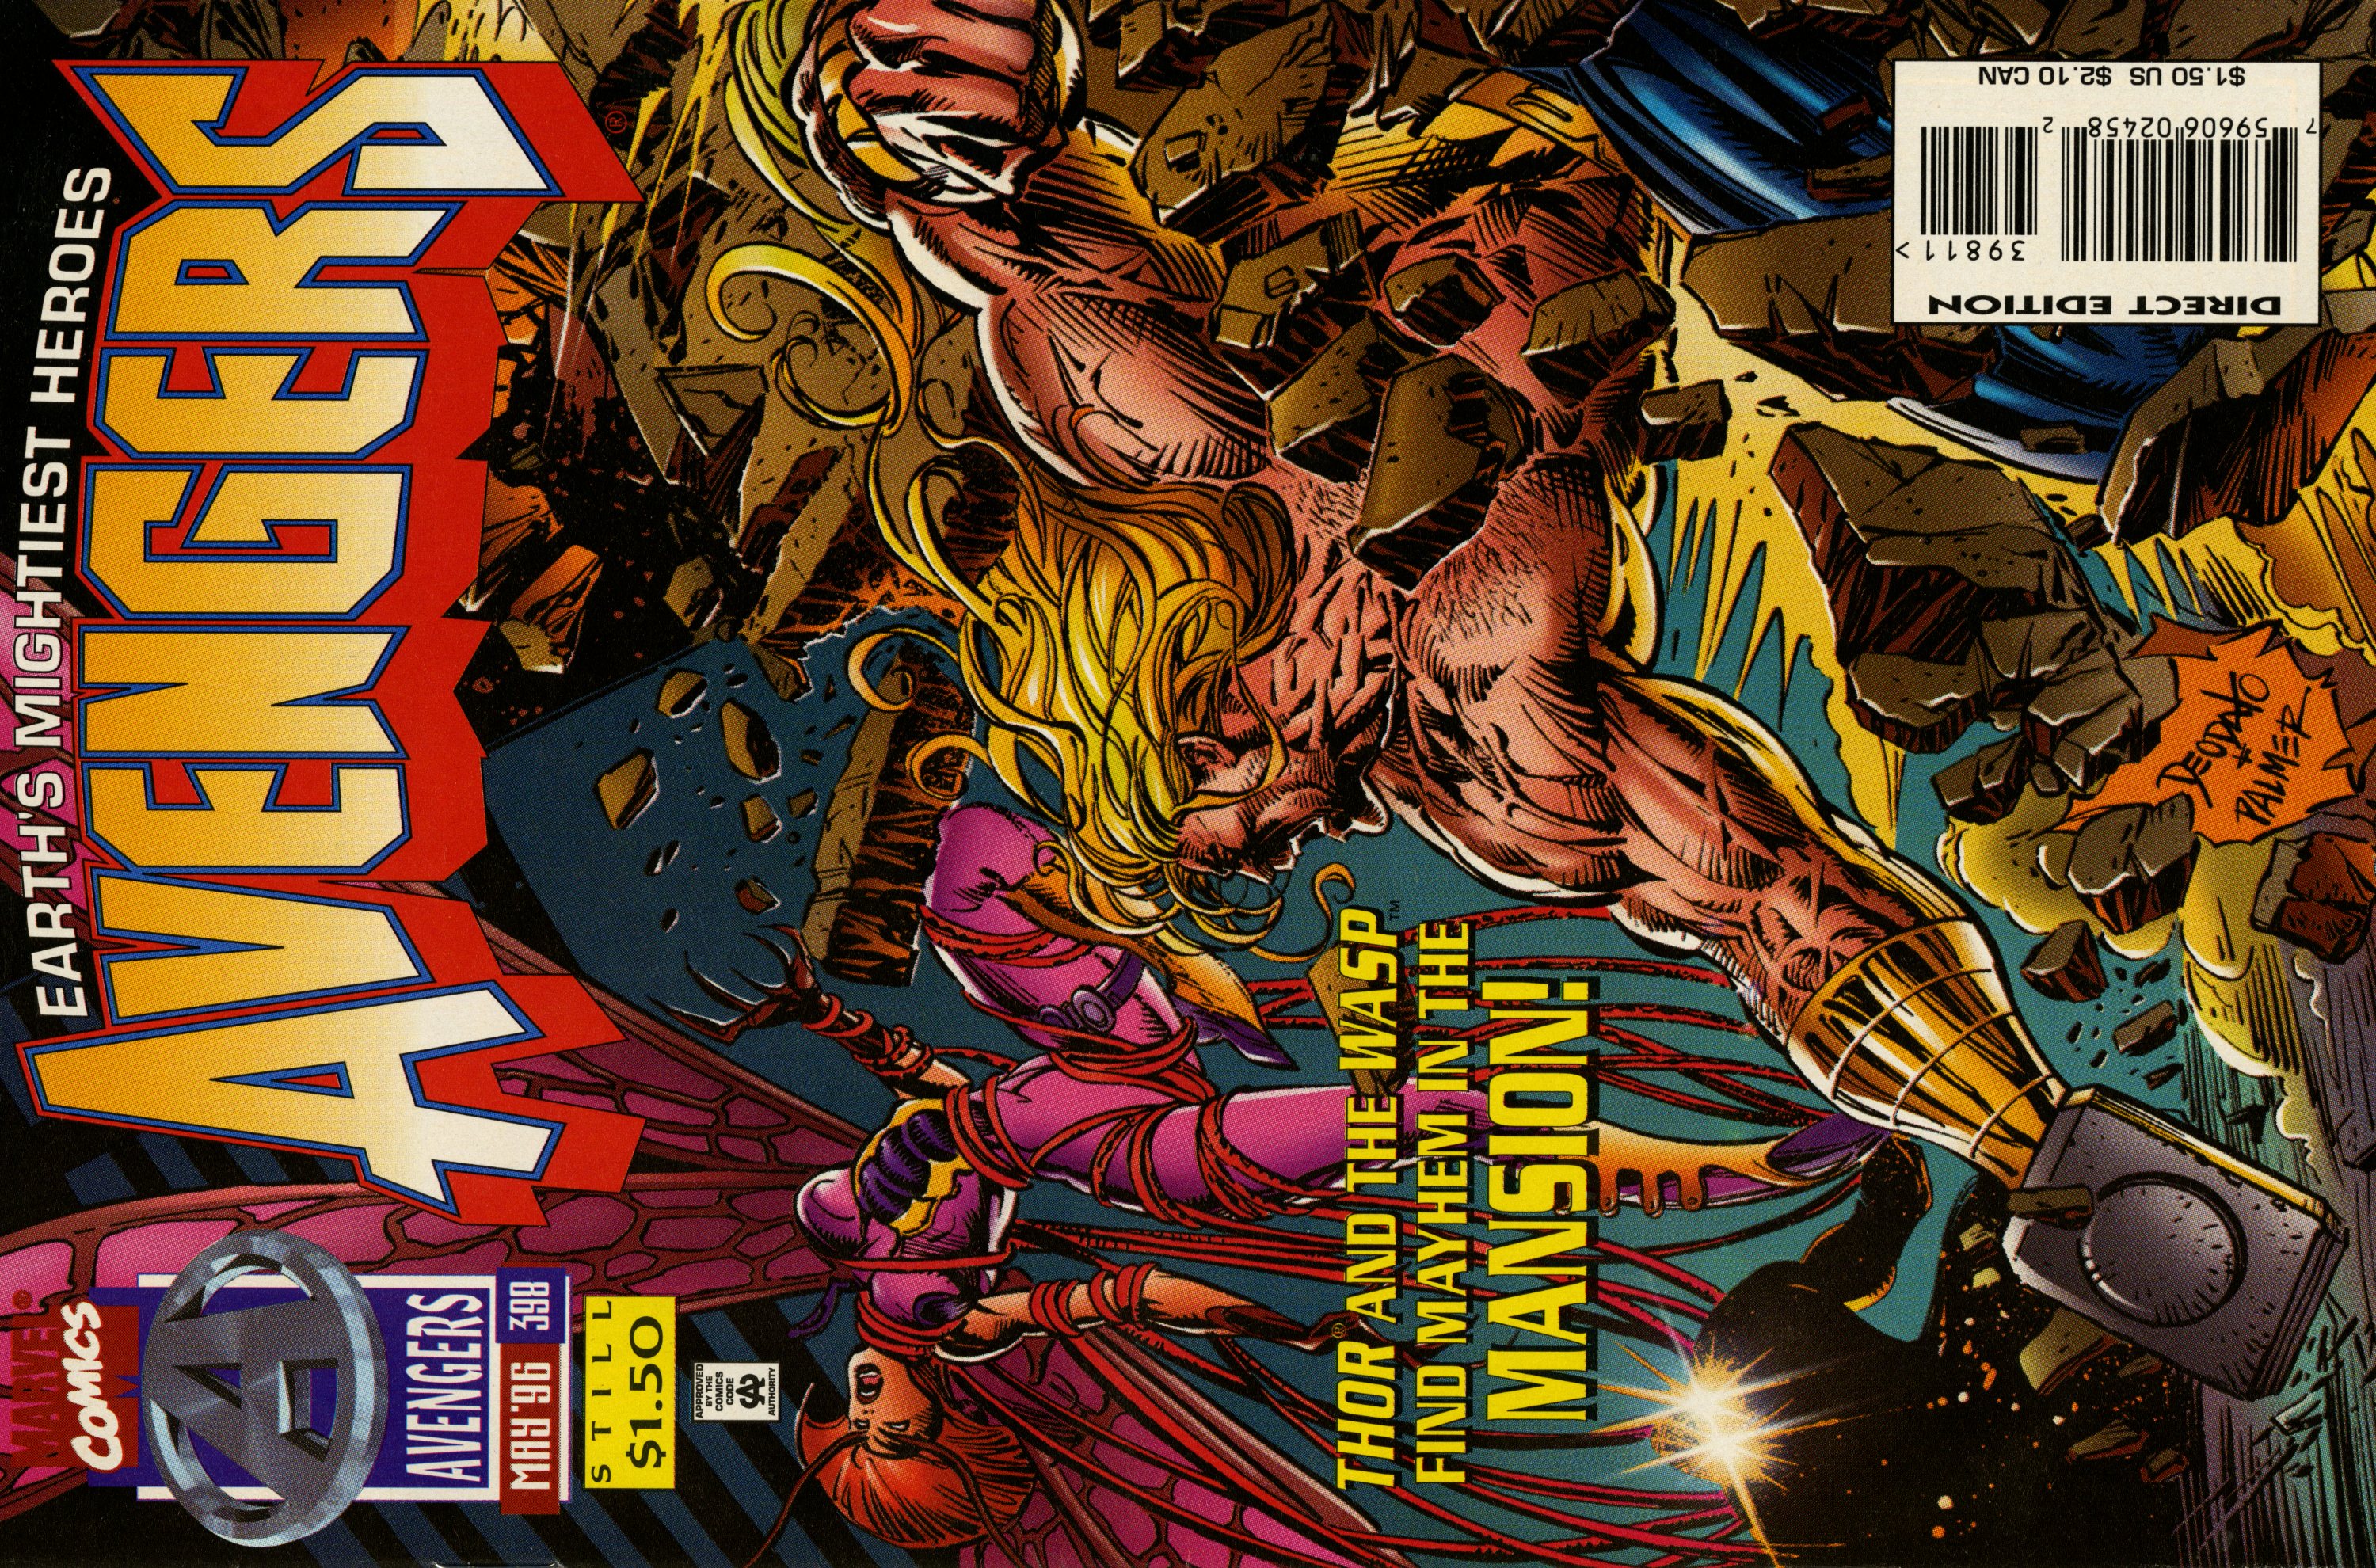 MARVEL®
COMICS
EARTH'S MIGHTIEST HEROES
AVENGERS
®
A
AVENGERS
MAY '96 398
STILL
$1.50
APPROVED
BY THE
COMICS
CODE
A
AUTHORITY
THOR® AND THE WASP™
FIND MAYHEM IN THE
MANSION!
DEODATO
+
PALMER
DIRECT EDITION
39811>
7 59606 02458 2
$1.50 US $2.10 CAN